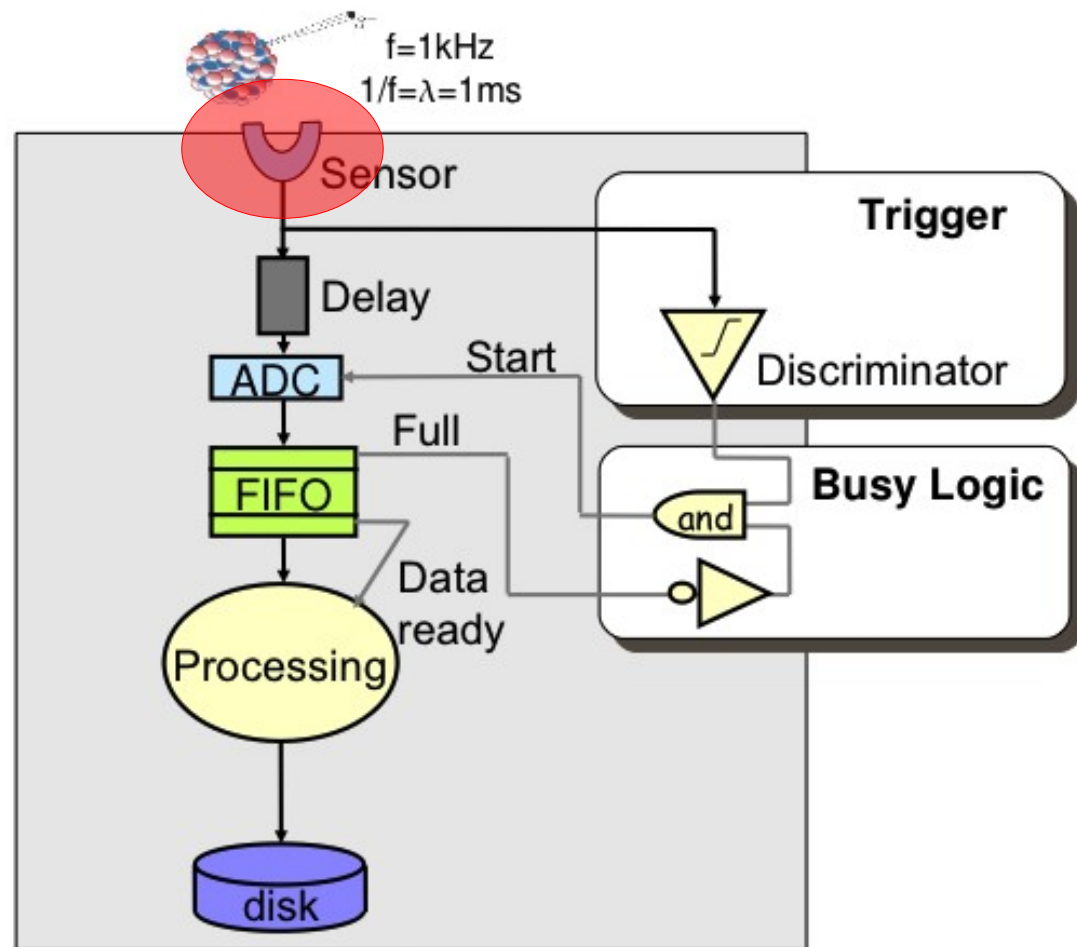 f=1kHz
1/f=λ=1ms
Sensor
Trigger
Delay
Start
ADC
Discriminator
Full
Busy Logic
FIFO
and
Data
ready
Processing
disk